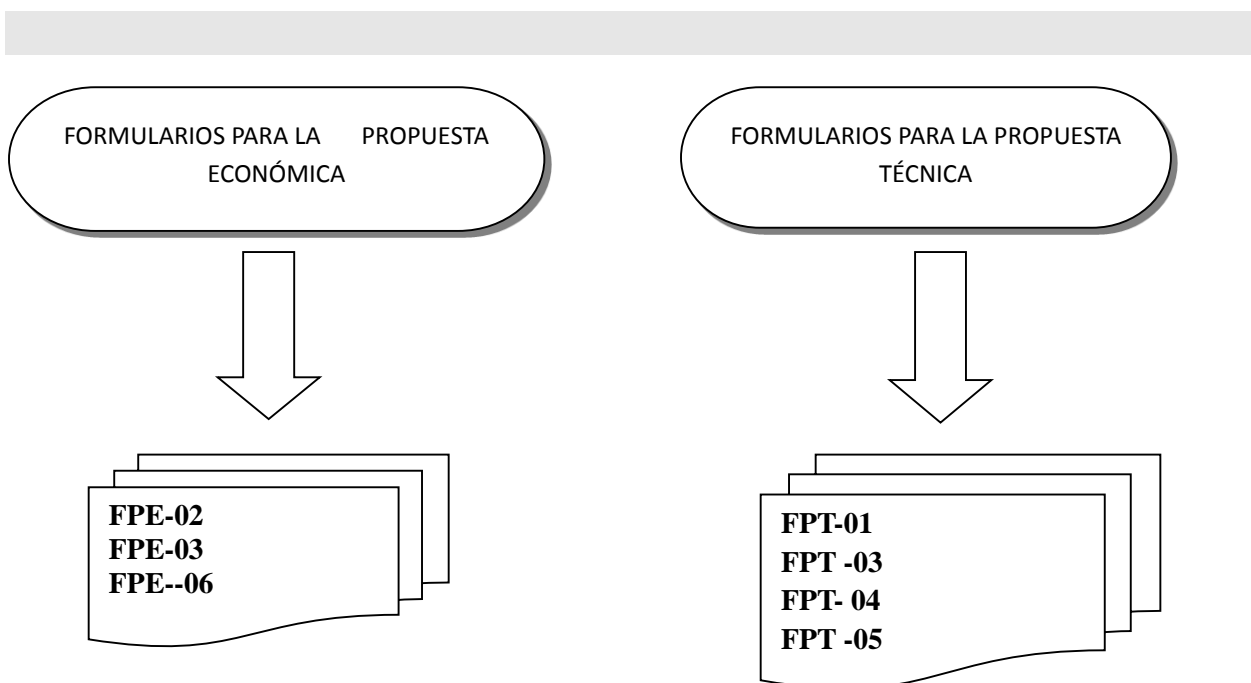 FORMULARIOS PARA LA PROPUESTA
ECONÓMICA
FORMULARIOS PARA LA PROPUESTA
TÉCNICA
FPE-02
FPE-03
FPE--06
FPT-01
FPT -03
FPT- 04
FPT -05